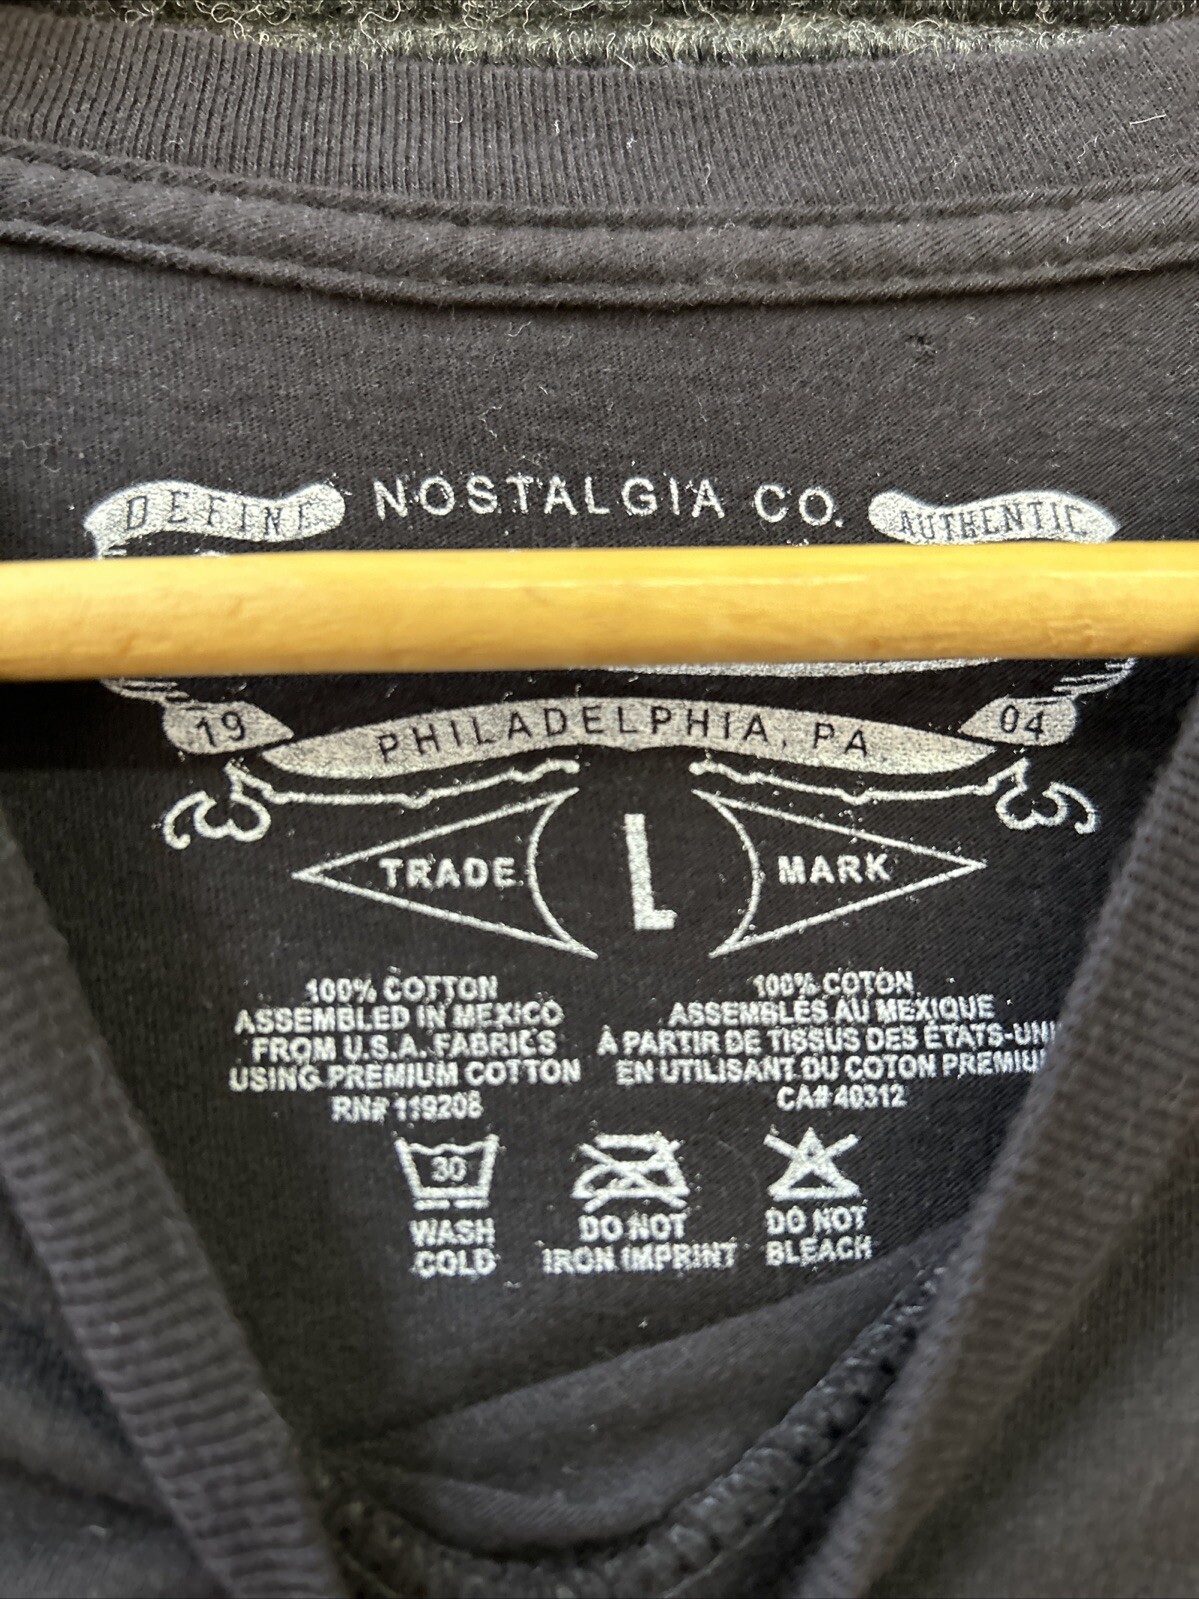 DEFINE NOSTALGIA CO. AUTHENTIC
19 PHILADELPHIA, PA 04
TRADE L MARK
100% COTTON
ASSEMBLED IN MEXICO
FROM U.S.A. FABRICS
USING PREMIUM COTTON
RN# 119208
100% COTON
ASSEMBLÉS AU MEXIQUE
À PARTIR DE TISSUS DES ÉTATS-UNI
EN UTILISANT DU COTON PREMIU
CA# 40312
30
WASH
COLD
DO NOT
IRON IMPRINT
DO NOT
BLEACH